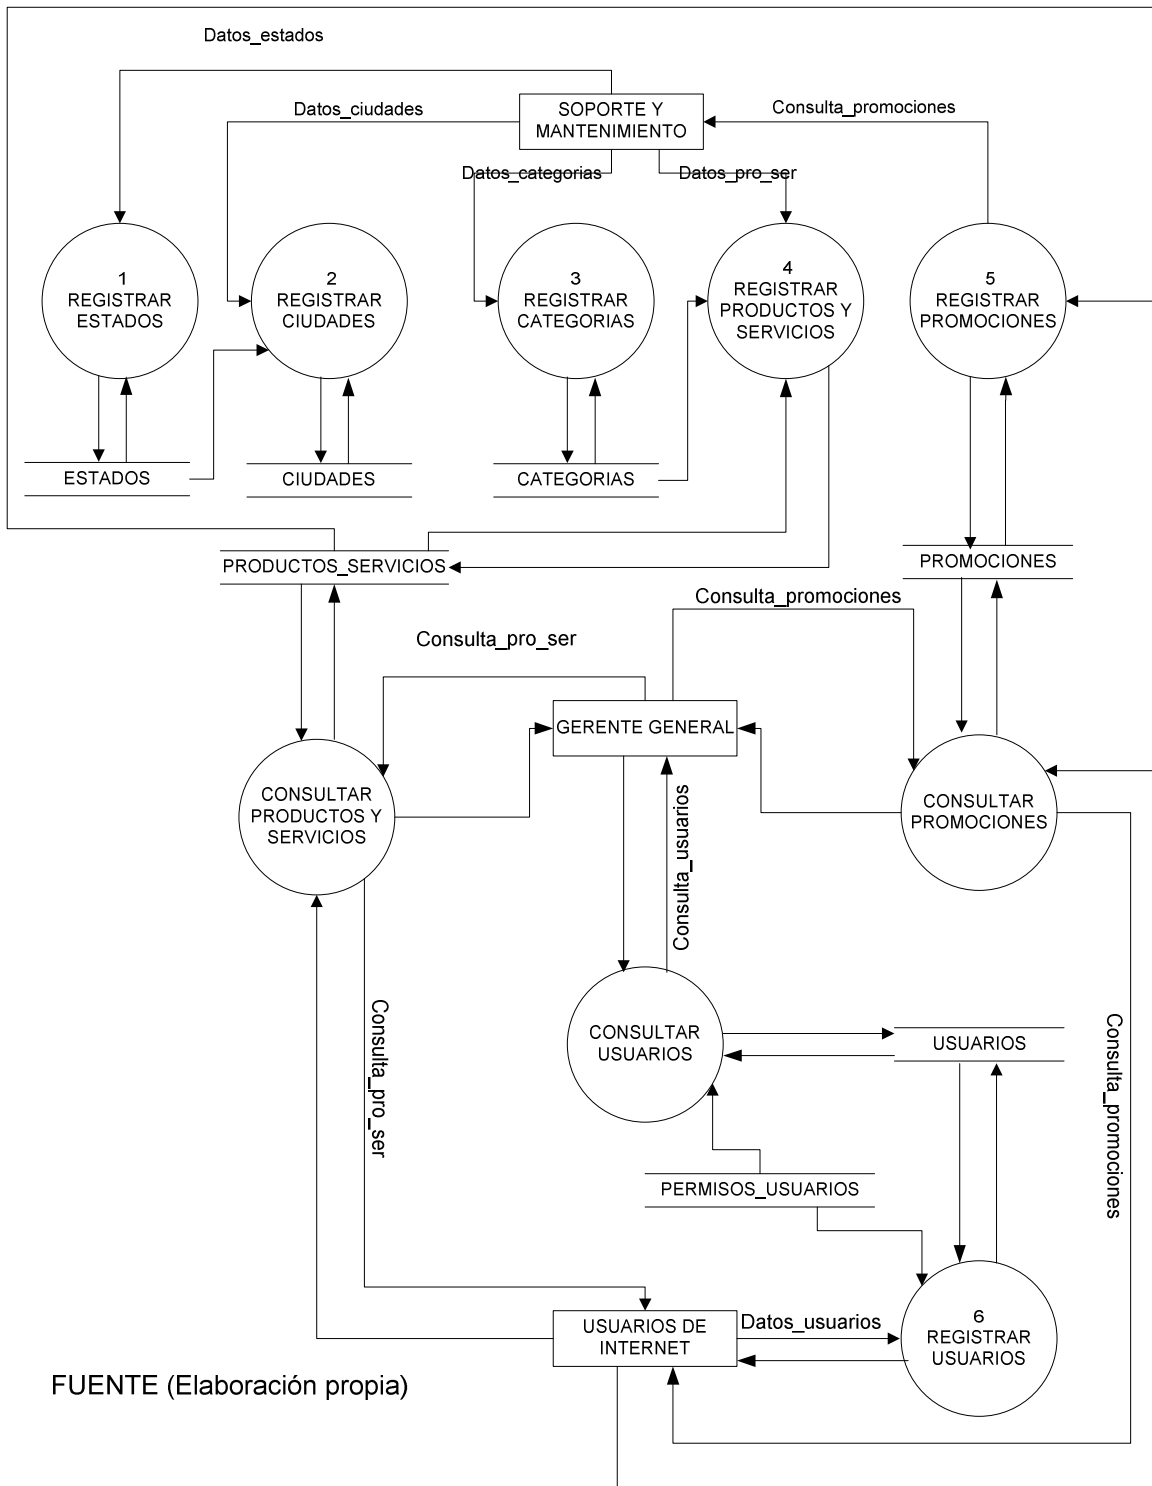 Datos_estados
Datos_ciudades
SOPORTE Y
MANTENIMIENTO
Consulta_promociones
Datos_categorias
Datos_pro_ser
1
REGISTRAR
ESTADOS
2
REGISTRAR
CIUDADES
3
REGISTRAR
CATEGORIAS
4
REGISTRAR
PRODUCTOS Y
SERVICIOS
5
REGISTRAR
PROMOCIONES
ESTADOS
CIUDADES
CATEGORIAS
PRODUCTOS_SERVICIOS
PROMOCIONES
Consulta_promociones
Consulta_pro_ser
GERENTE GENERAL
CONSULTAR
PRODUCTOS Y
SERVICIOS
CONSULTAR
PROMOCIONES
Consulta_usuarios
CONSULTAR
USUARIOS
USUARIOS
Consulta_pro_ser
Consulta_promociones
PERMISOS_USUARIOS
USUARIOS DE
INTERNET
Datos_usuarios
6
REGISTRAR
USUARIOS
FUENTE (Elaboración propia)